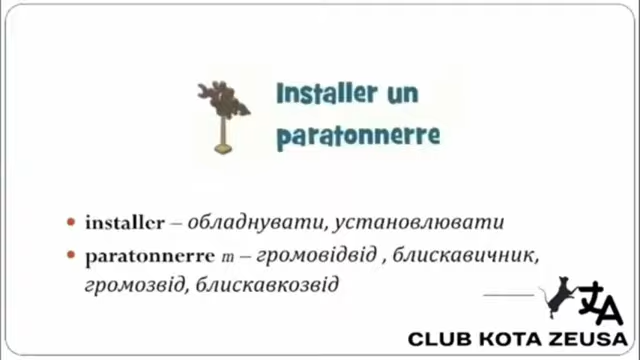 Installer un
paratonnerre
• installer – обладнувати, установлювати
• paratonnerre m – громовідвід , блискавичник,
громозвід, блискавкозвід
CLUB KOTA ZEUSA